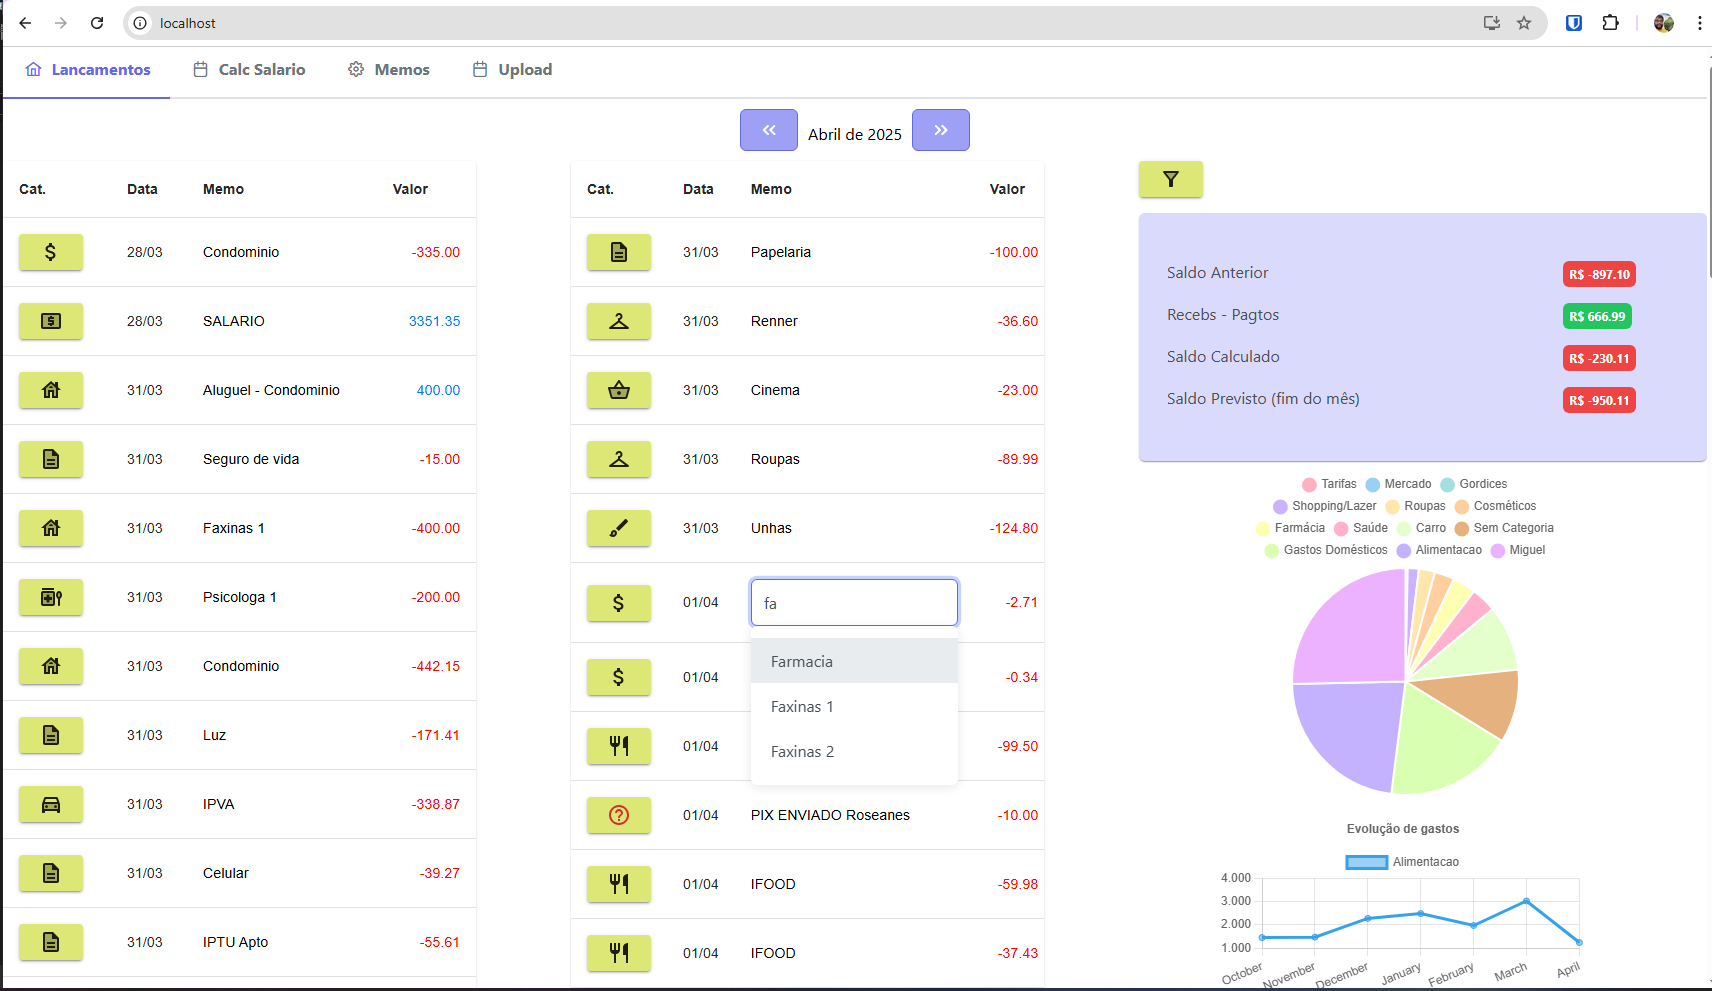 localhost
Lancamentos Calc Salario Memos Upload
Abril de 2025
Cat. Data Memo Valor
28/03 Condominio -335.00
28/03 SALARIO 3351.35
31/03 Aluguel - Condominio 400.00
31/03 Seguro de vida -15.00
31/03 Faxinas 1 -400.00
31/03 Psicologa 1 -200.00
31/03 Condominio -442.15
31/03 Luz -171.41
31/03 IPVA -338.87
31/03 Celular -39.27
31/03 IPTU Apto -55.61
Cat. Data Memo Valor
31/03 Papelaria -100.00
31/03 Renner -36.60
31/03 Cinema -23.00
31/03 Roupas -89.99
31/03 Unhas -124.80
01/04 fa -2.71
Farmacia
Faxinas 1
Faxinas 2
01/04 -0.34
01/04 -99.50
01/04 PIX ENVIADO Roseanes -10.00
01/04 IFOOD -59.98
01/04 IFOOD -37.43
Saldo Anterior R$ -897.10
Recebs - Pagtos R$ 666.99
Saldo Calculado R$ -230.11
Saldo Previsto (fim do mês) R$ -950.11
Tarifas Mercado Gordices
Shopping/Lazer Roupas Cosméticos
Farmácia Saúde Carro Sem Categoria
Gastos Domésticos Alimentacao Miguel
Evolução de gastos
Alimentacao
4.000
3.000
2.000
1.000
October November December January February March April